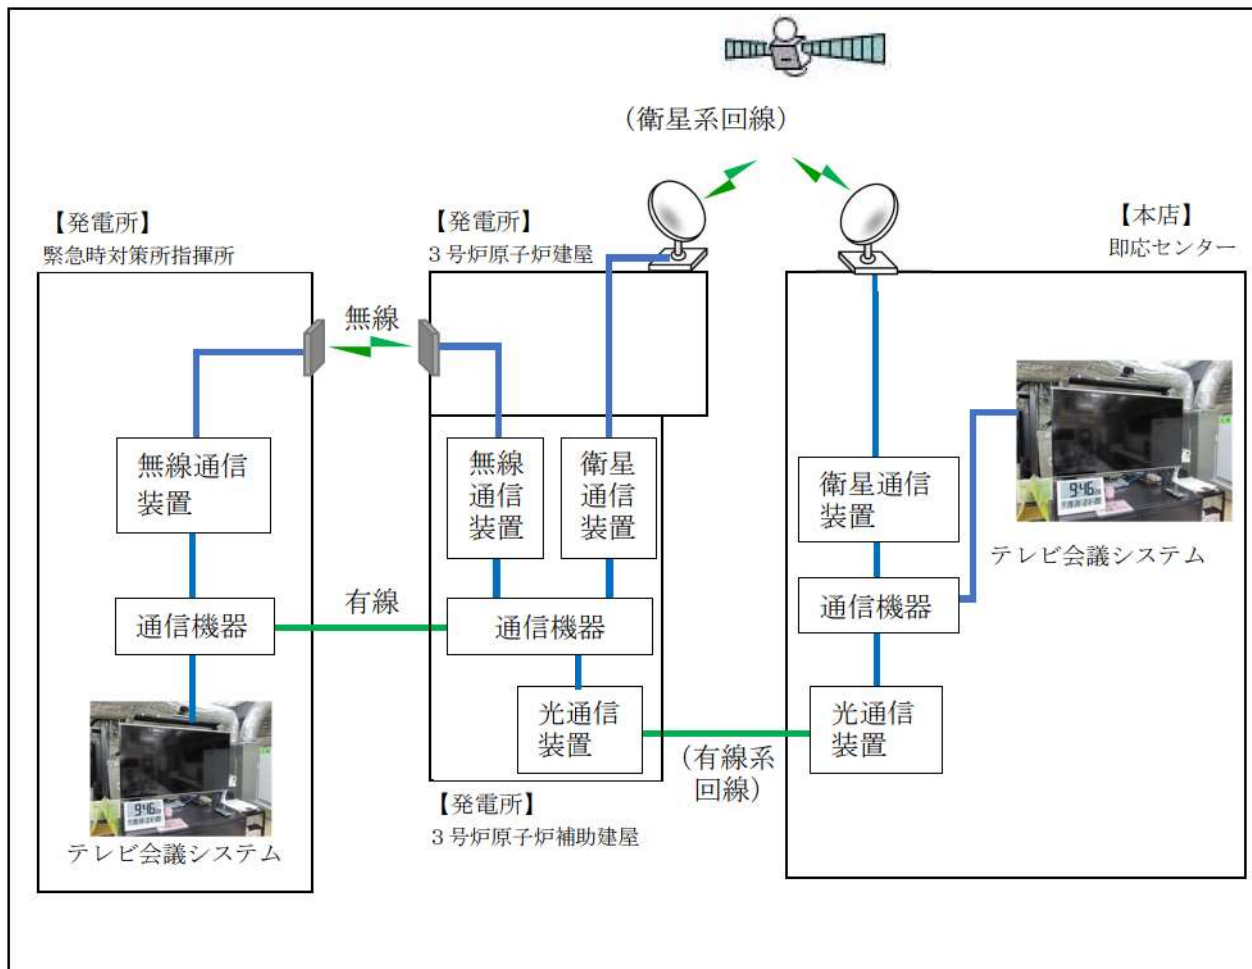 （衛星系回線）
【発電所】
緊急時対策所指揮所
【発電所】
３号炉原子炉建屋
【本店】
即応センター
無線
無線通信
装置
無線
通信
装置
衛星
通信
装置
衛星通信
装置
テレビ会議システム
通信機器
有線
通信機器
通信機器
光通信
装置
光通信
装置
（有線系
回線）
【発電所】
３号炉原子炉補助建屋
テレビ会議システム
9:46
9:46